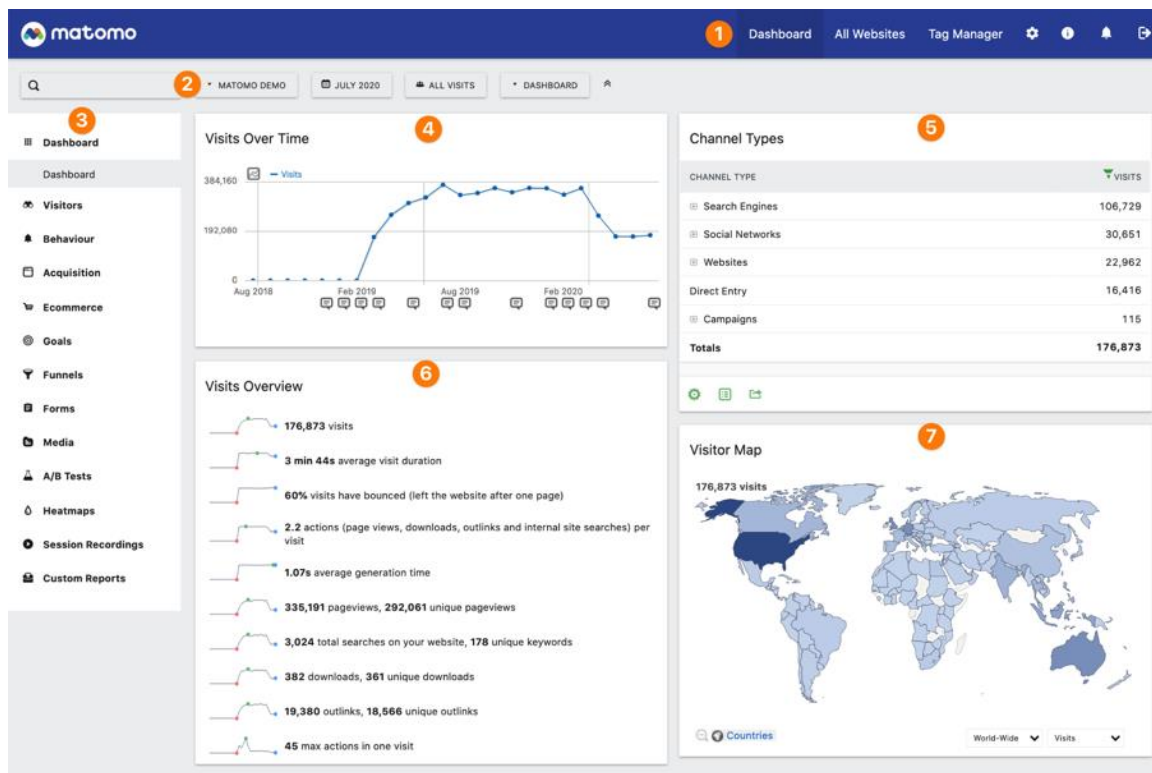 matomo
1 Dashboard All Websites Tag Manager
2 MATOMO DEMO JULY 2020 ALL VISITS DASHBOARD
3
Dashboard
Dashboard
Visitors
Behaviour
Acquisition
Ecommerce
Goals
Funnels
Forms
Media
A/B Tests
Heatmaps
Session Recordings
Custom Reports
4
Visits Over Time
Visits
384,160
192,080
0
Aug 2018 Feb 2019 Aug 2019 Feb 2020
5
Channel Types
CHANNEL TYPE VISITS
Search Engines 106,729
Social Networks 30,651
Websites 22,962
Direct Entry 16,416
Campaigns 115
Totals 176,873
6
Visits Overview
176,873 visits
3 min 44s average visit duration
60% visits have bounced (left the website after one page)
2.2 actions (page views, downloads, outlinks and internal site searches) per
visit
1.07s average generation time
335,191 pageviews, 292,061 unique pageviews
3,024 total searches on your website, 178 unique keywords
382 downloads, 361 unique downloads
19,380 outlinks, 18,566 unique outlinks
45 max actions in one visit
7
Visitor Map
176,873 visits
Countries
World-Wide Visits